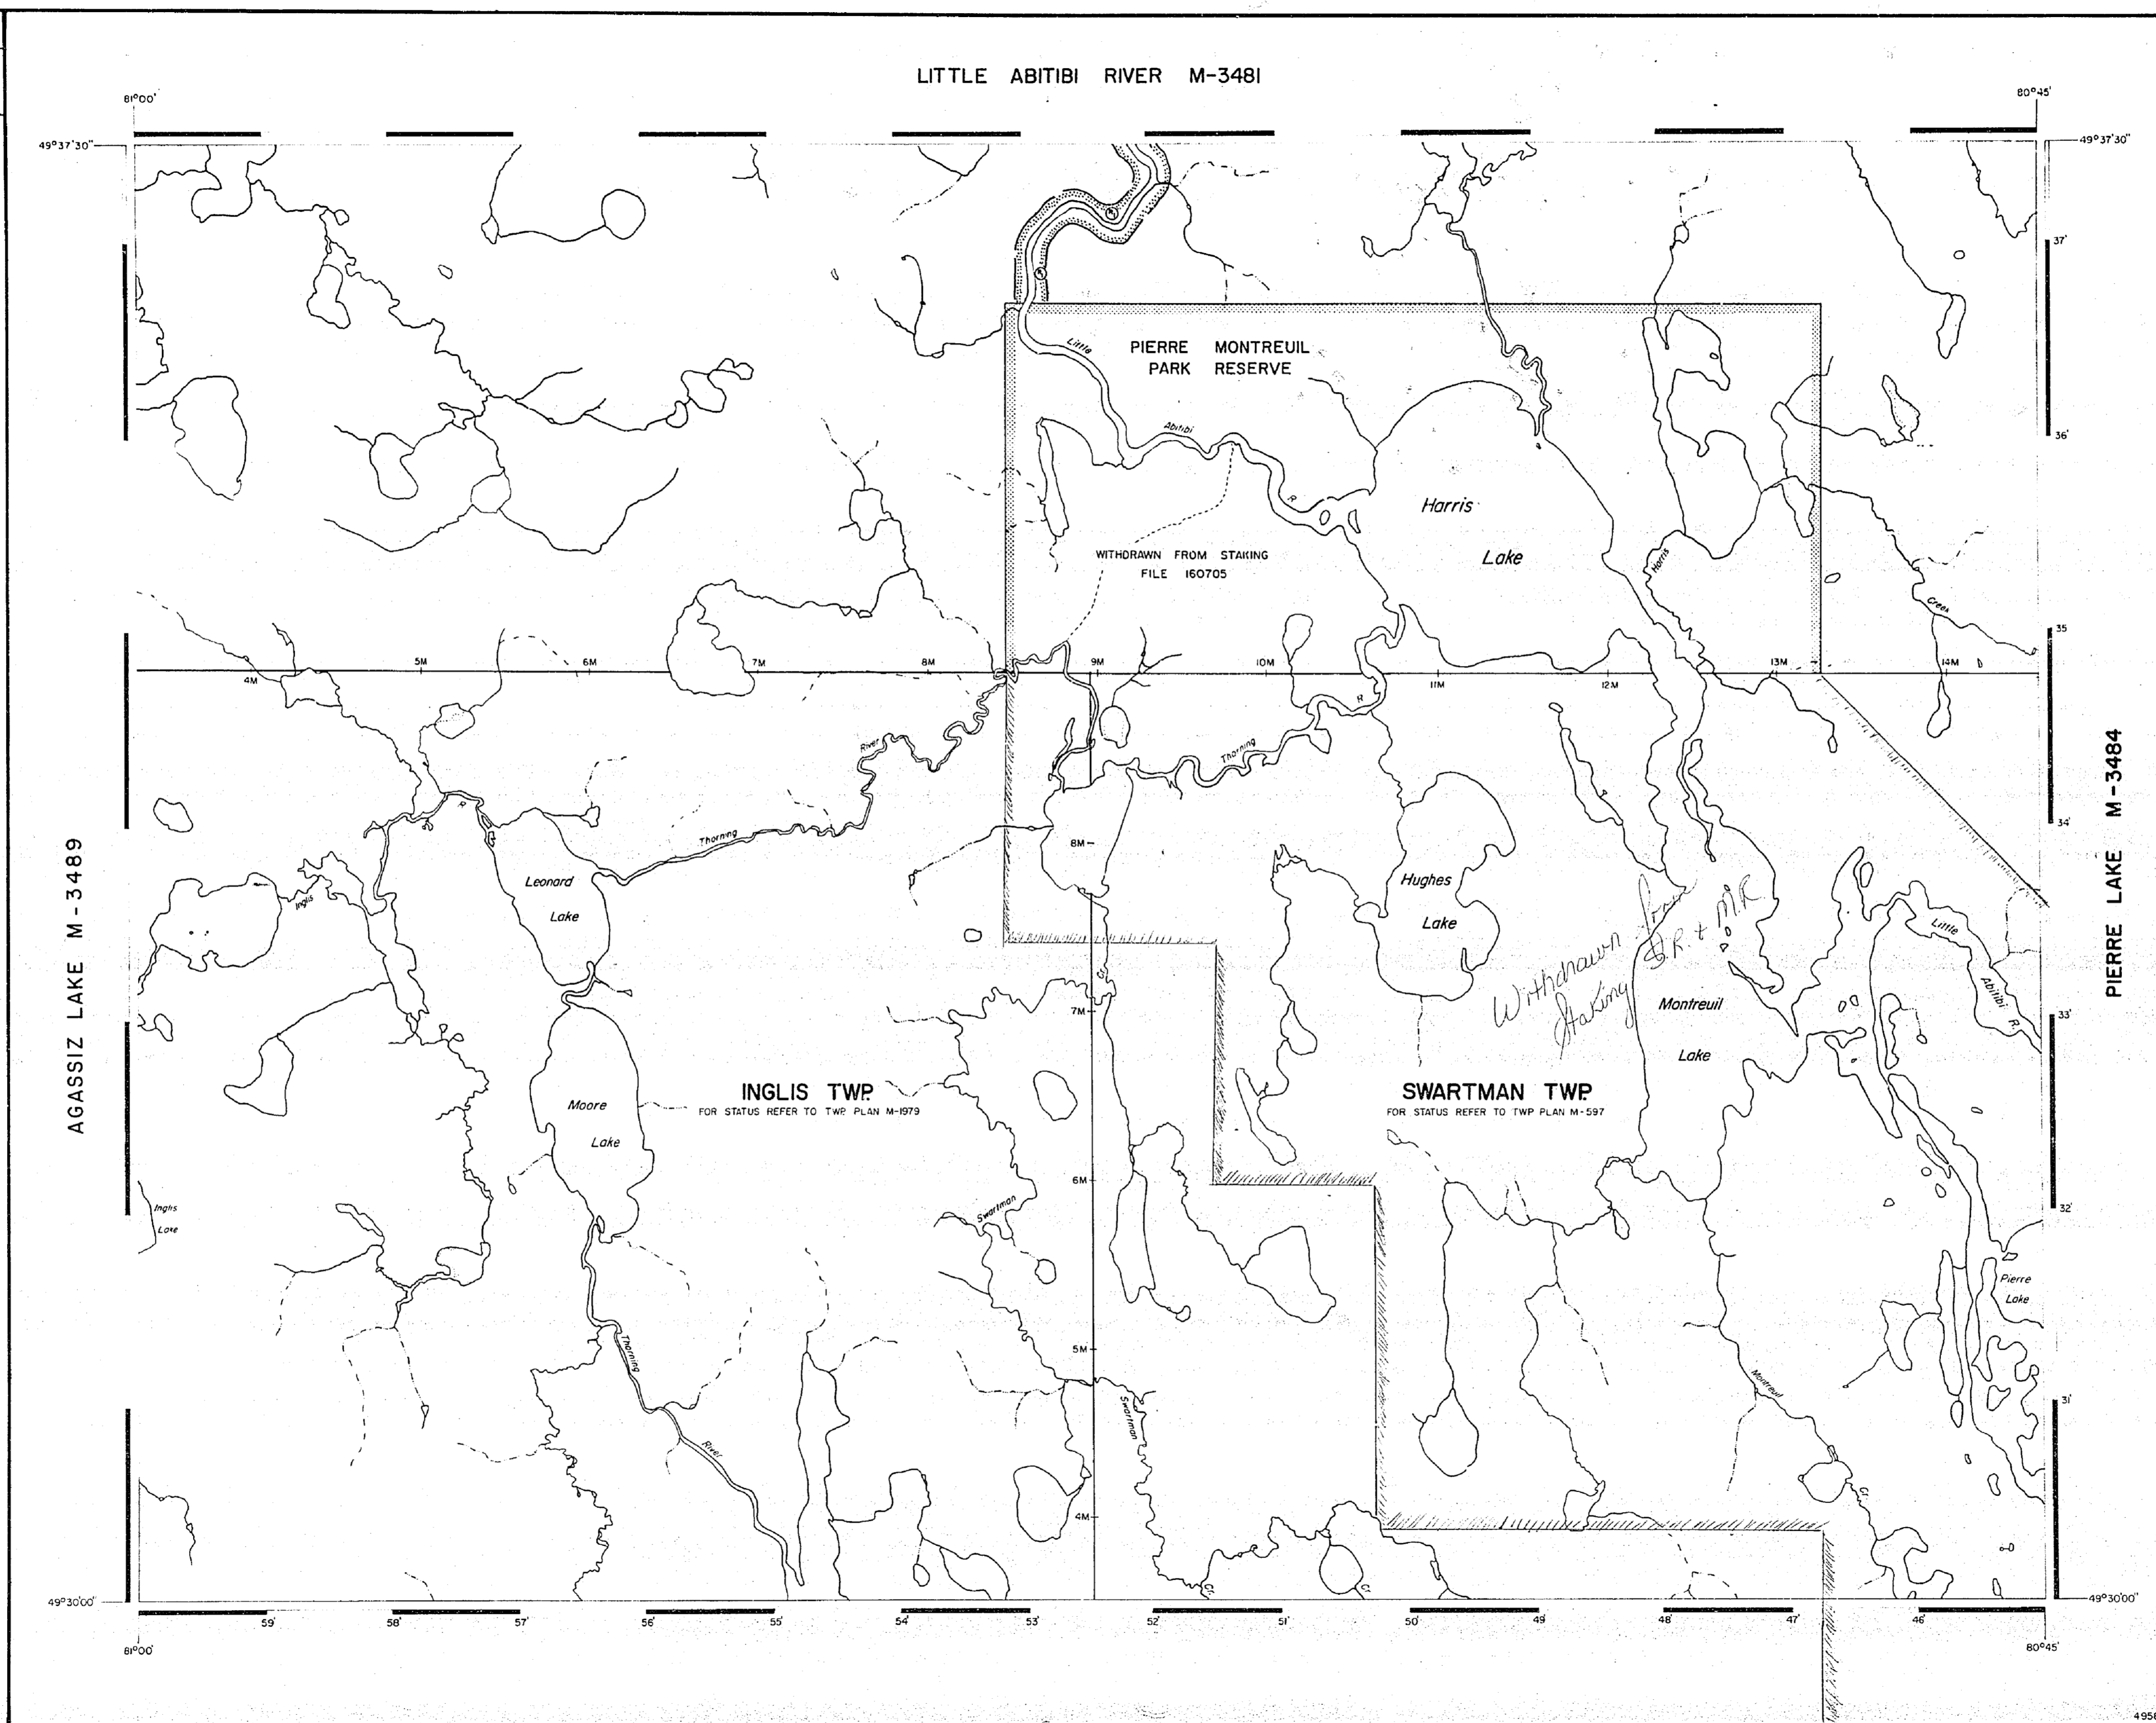 LITTLE ABITIBI RIVER M-3481
81°00'
80°45'
49°37'30"
49°37'30"
37'
PIERRE MONTREUIL
PARK RESERVE
Little
Abitibi
R.
36'
Harris
Lake
WITHDRAWN FROM STAKING
FILE 160705
Harris
Creek
35
4M
5M
6M
7M
8M
9M
10M
11M
12M
13M
14M
River
Thorning
R
34'
R
Thorning
8M
Leonard
Lake
Inglis
Hughes
Lake
Withdrawn from
Staking S.R. + M.R
Little
Abitibi
R.
AGASSIZ LAKE M-3489
PIERRE LAKE M-3484
Cr.
7M
Montreuil
Lake
33'
Moore
Lake
INGLIS TWP.
FOR STATUS REFER TO TWP. PLAN M-1979
SWARTMAN TWP.
FOR STATUS REFER TO TWP PLAN M-597
6M
Inglis
Lake
Swartman
32'
Pierre
Lake
Thorning
5M
Swartman
Montreuil
31'
River
4M
Cr.
Cr.
Cr.
49°30'00"
49°30'00"
59'
58'
57'
56'
55'
54'
53'
52'
51'
50'
49'
48'
47'
46'
81°00'
80°45'